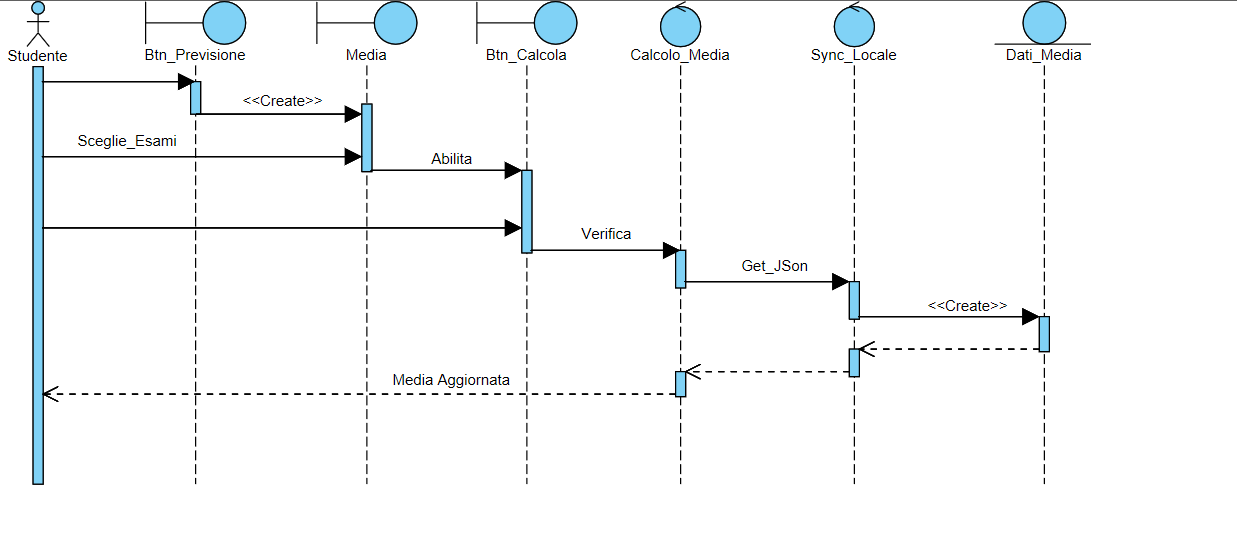 Studente
Btn_Previsione
Media
Btn_Calcola
Calcolo_Media
Sync_Locale
Dati_Media
<<Create>>
Sceglie_Esami
Abilita
Verifica
Get_JSon
<<Create>>
Media Aggiornata